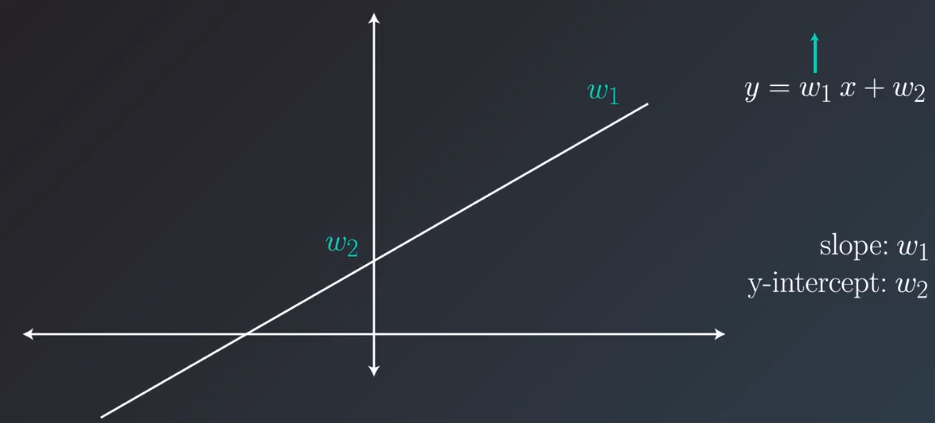 w₁
y = w₁ x + w₂
w₂
slope: w₁
y-intercept: w₂